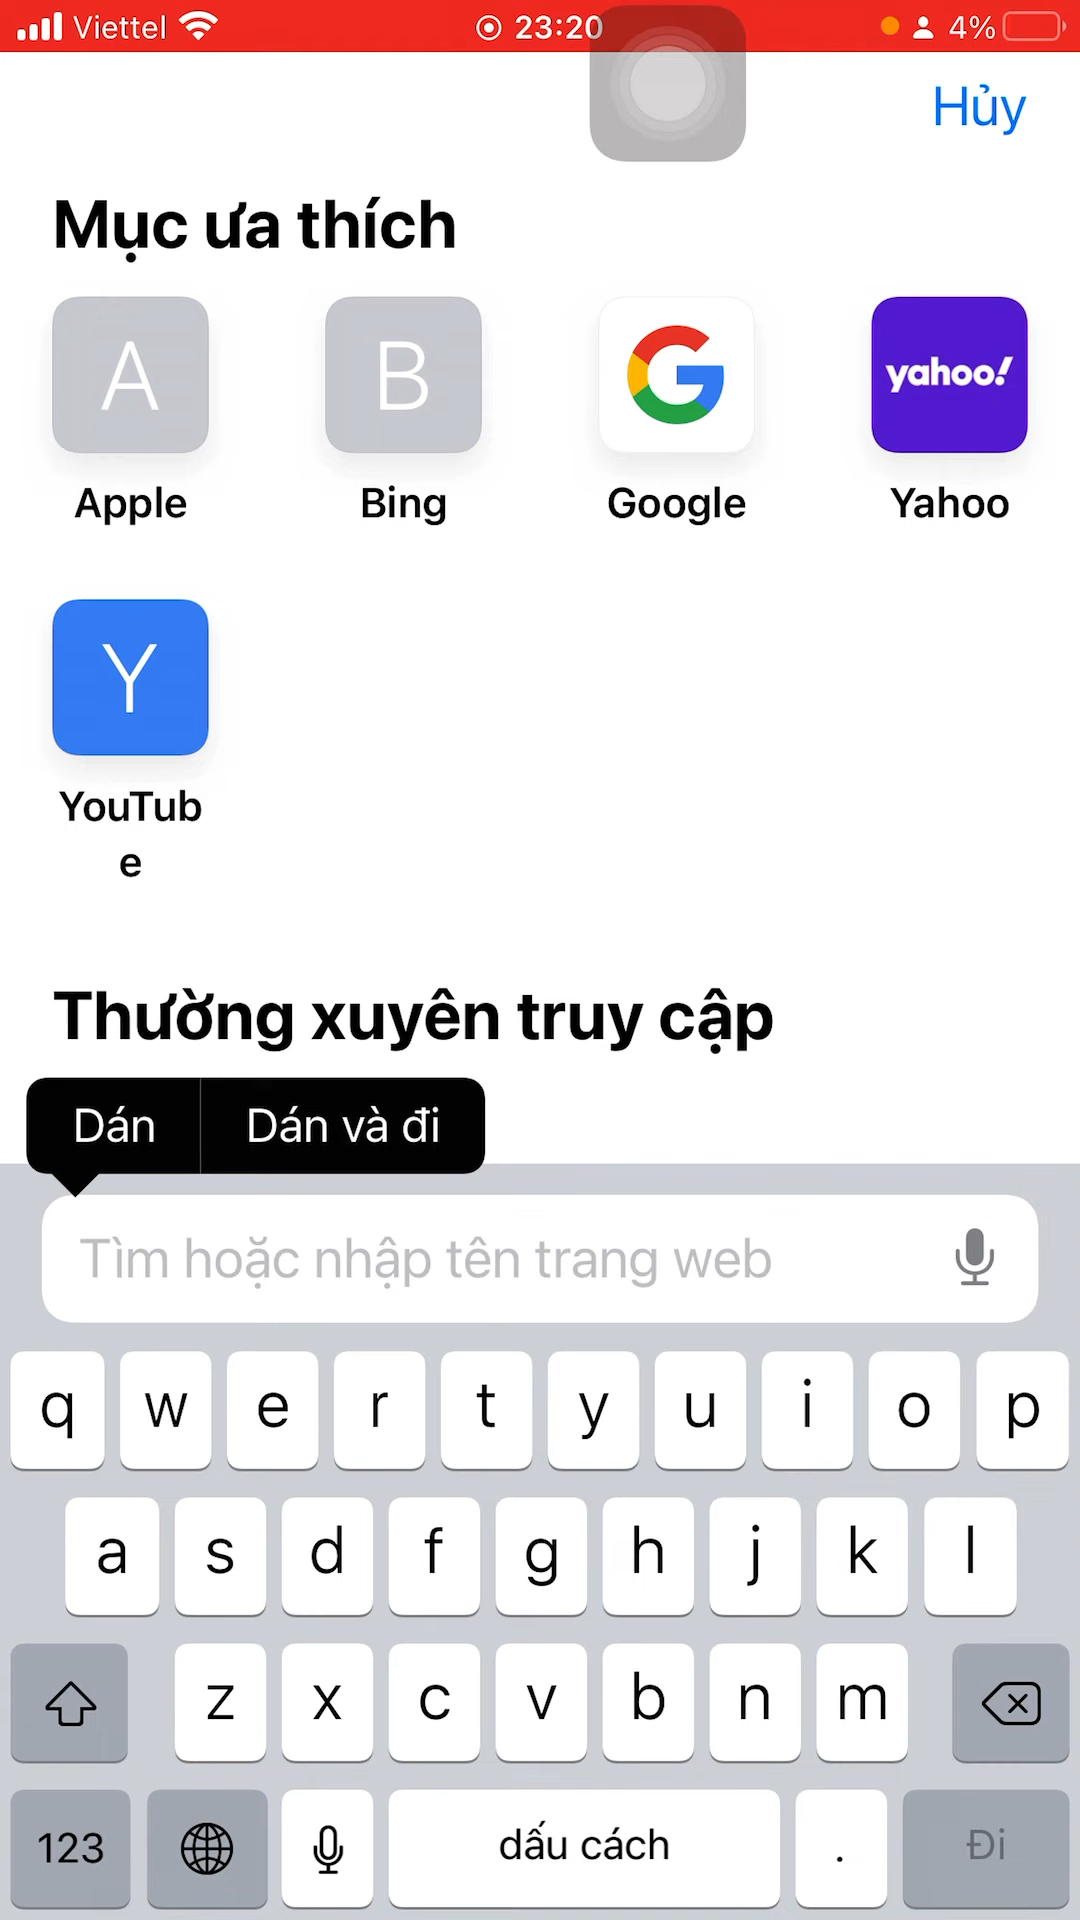 Viettel 23:20 4%
Hủy
Mục ưa thích
A B G yahoo!
Apple Bing Google Yahoo
Y
YouTub
e
Thường xuyên truy cập
Dán Dán và đi
Tìm hoặc nhập tên trang web
q w e r t y u i o p
a s d f g h j k l
z x c v b n m
123 dấu cách . Đi